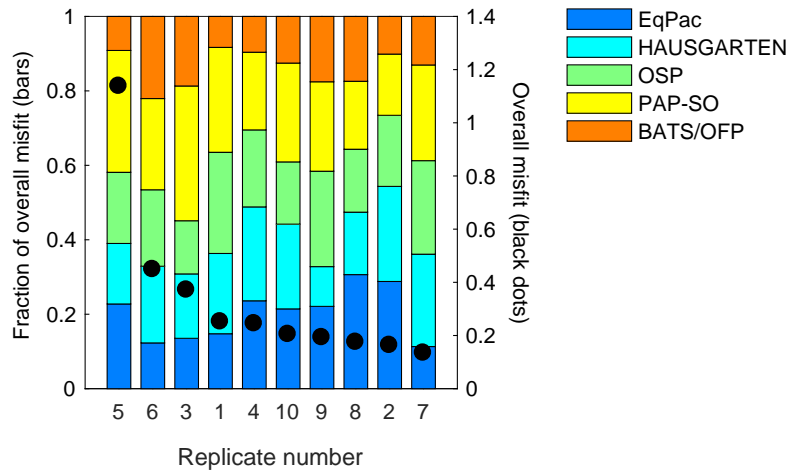 Fraction of overall misfit (bars)
1
0.8
0.6
0.4
0.2
0
1.4
1.2
1
0.8
0.6
0.4
0.2
0
Overall misfit (black dots)
5 6 3 1 4 10 9 8 2 7
Replicate number
EqPac
HAUSGARTEN
OSP
PAP-SO
BATS/OFP